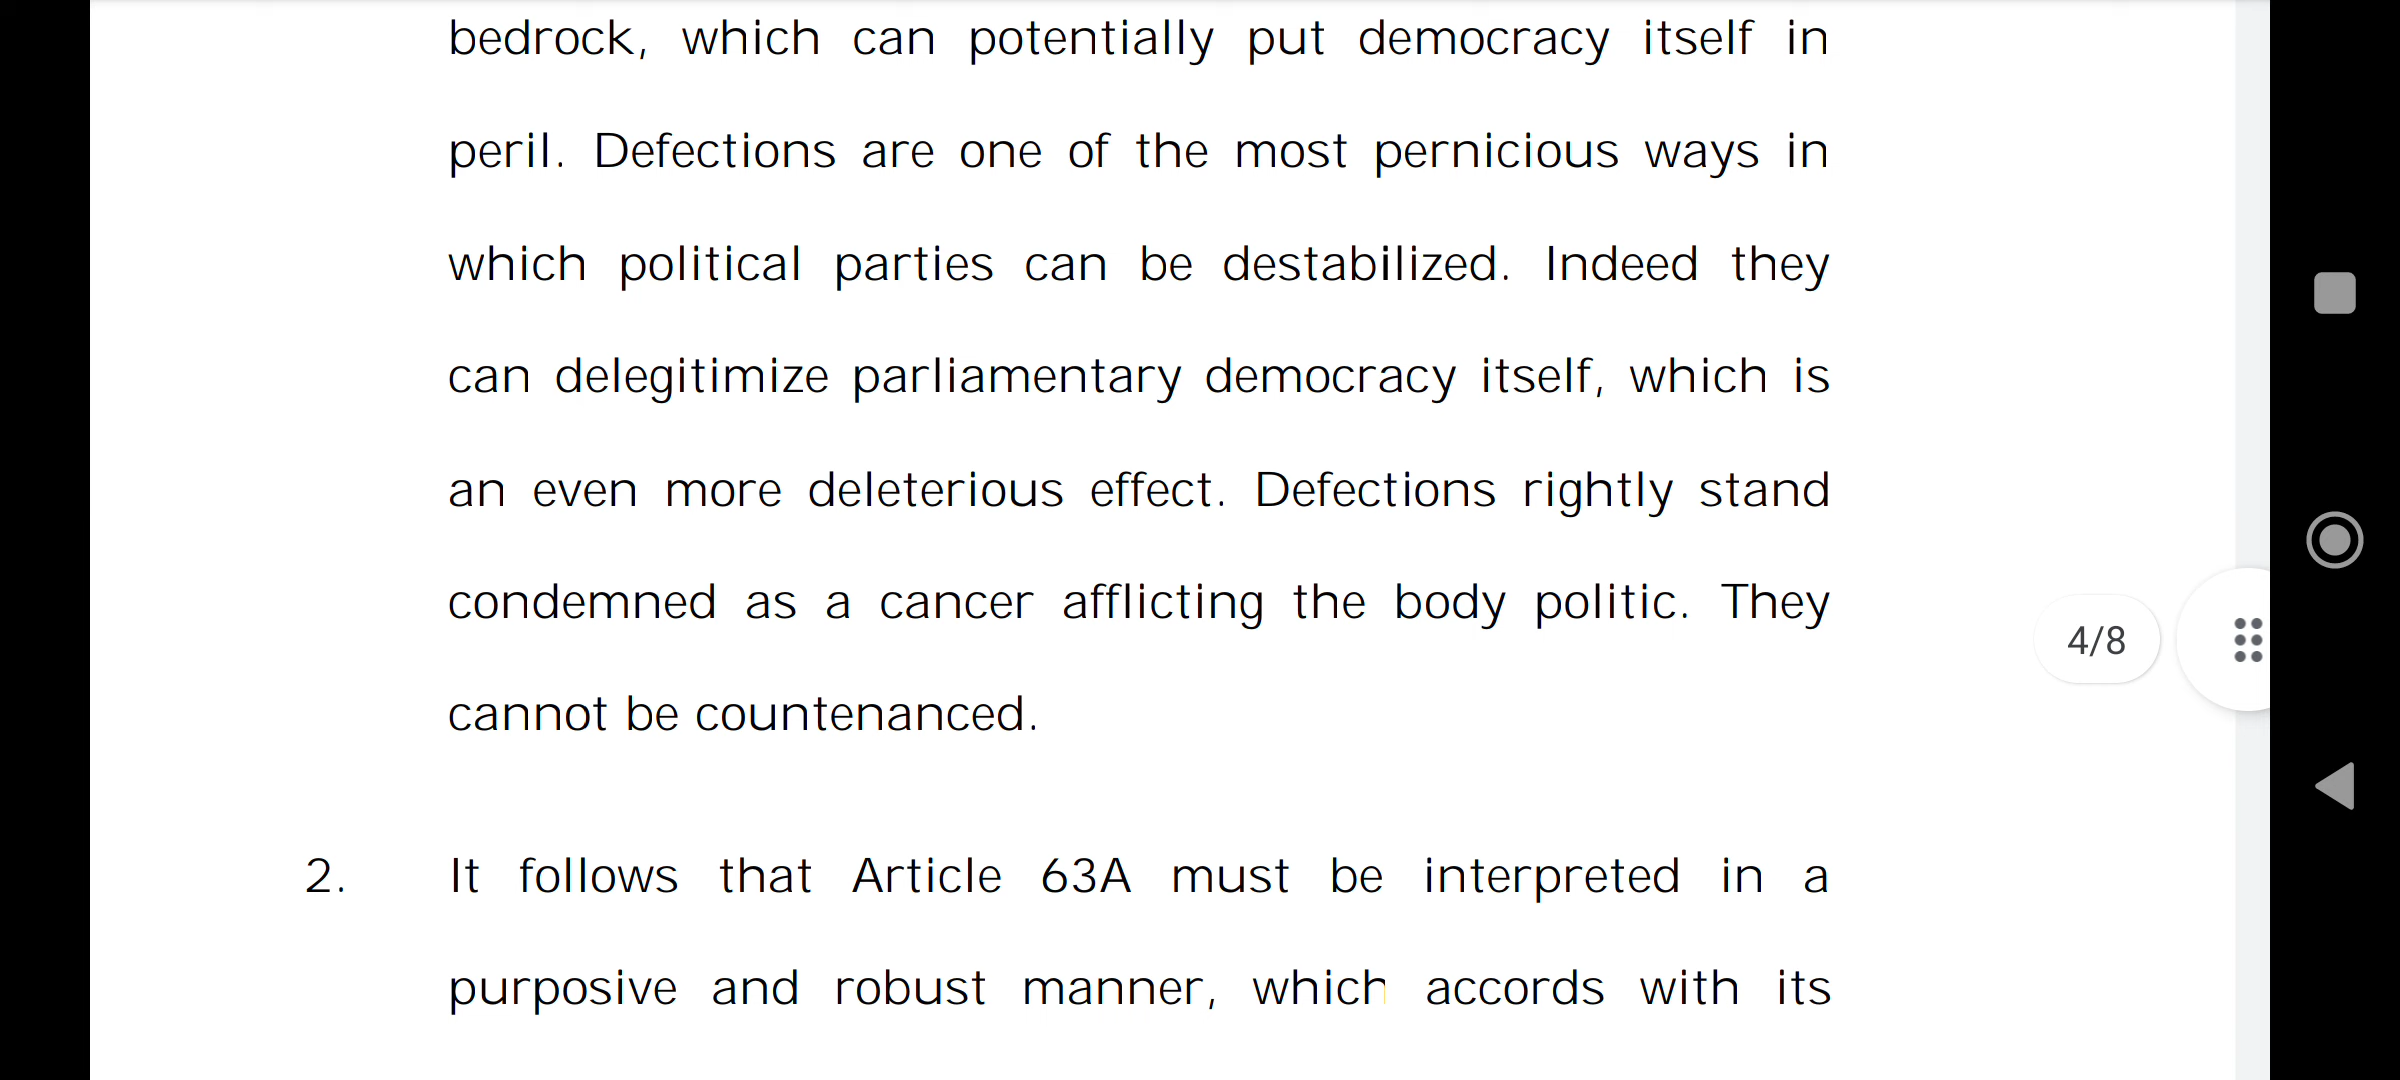 bedrock, which can potentially put democracy itself in
peril. Defections are one of the most pernicious ways in
which political parties can be destabilized. Indeed they
can delegitimize parliamentary democracy itself, which is
an even more deleterious effect. Defections rightly stand
condemned as a cancer afflicting the body politic. They
cannot be countenanced.
4/8
2. It follows that Article 63A must be interpreted in a
purposive and robust manner, which accords with its